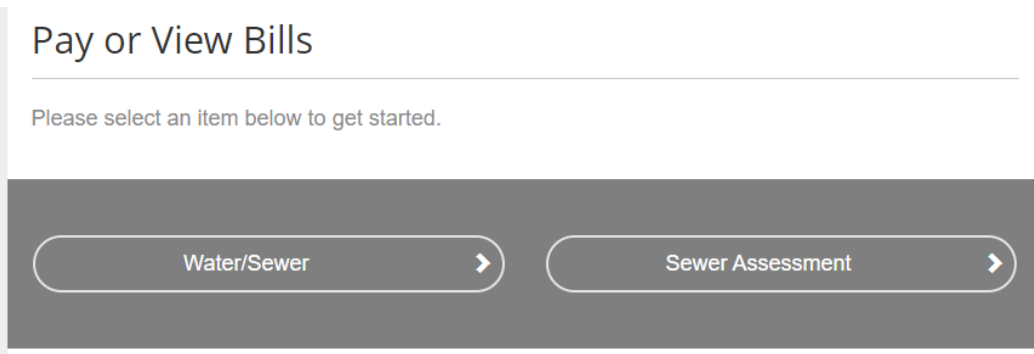 Pay or View Bills
Please select an item below to get started.
Water/Sewer
Sewer Assessment